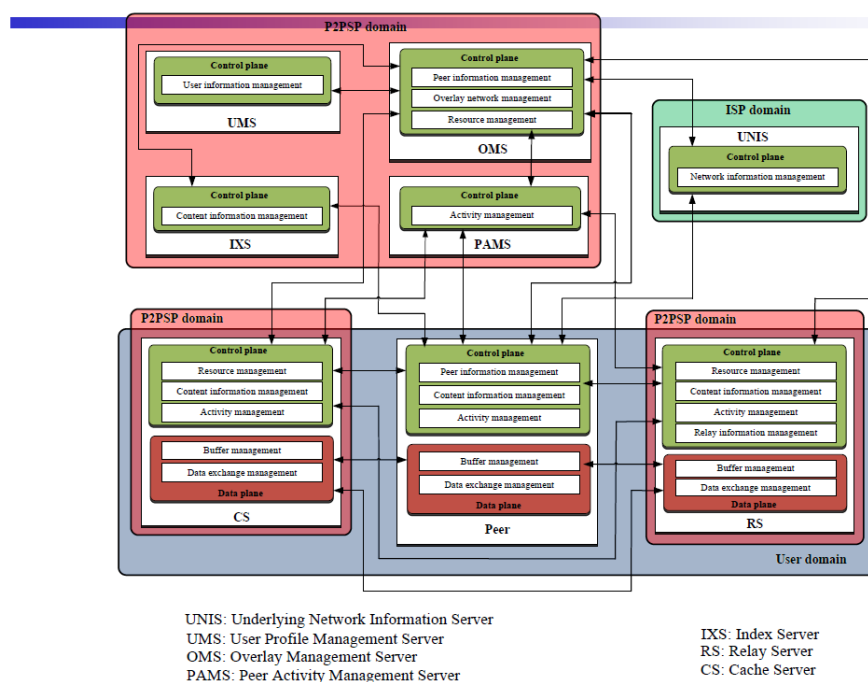 P2PSP domain
Control plane
User information management
UMS
Control plane
Peer information management
Overlay network management
Resource management
OMS
ISP domain
UNIS
Control plane
Network information management
Control plane
Content information management
IXS
Control plane
Activity management
PAMS
P2PSP domain
Control plane
Resource management
Content information management
Activity management
Buffer management
Data exchange management
Data plane
CS
Control plane
Peer information management
Content information management
Activity management
Buffer management
Data exchange management
Data plane
Peer
P2PSP domain
Control plane
Resource management
Content information management
Activity management
Relay information management
Buffer management
Data exchange management
Data plane
RS
User domain
UNIS: Underlying Network Information Server
UMS: User Profile Management Server
OMS: Overlay Management Server
PAMS: Peer Activity Management Server
IXS: Index Server
RS: Relay Server
CS: Cache Server